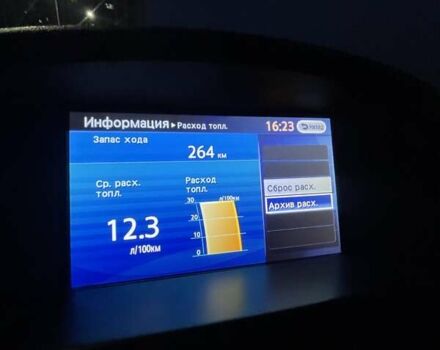 Информация ▸ Расход топл. 16:23 Назад
Запас хода
264 км
Ср. расх. топл.
12.3
л/100км
Расход топл.
л/100км
30
20
10
0
Сброс расх.
Архив расх.